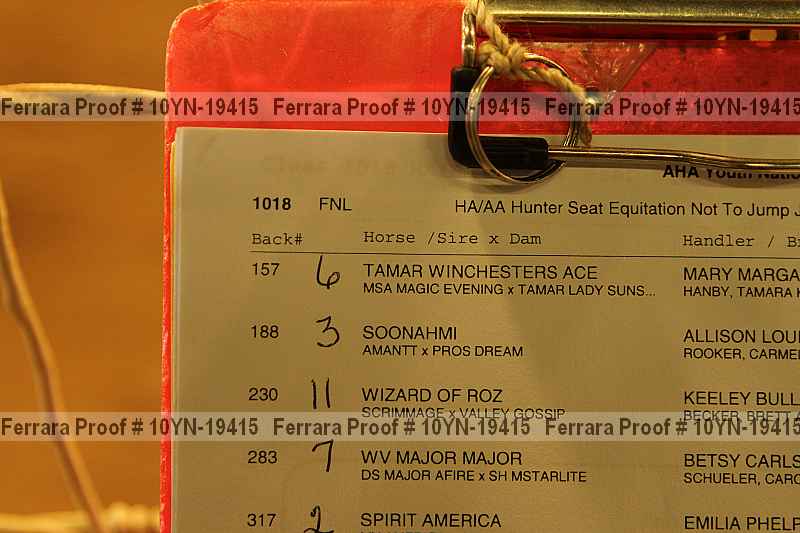 Ferrara Proof # 10YN-19415 Ferrara Proof # 10YN-19415 Ferrara Proof # 10YN-19415
AHA Youth Natio
1018 FNL HA/AA Hunter Seat Equitation Not To Jump J
Back# Horse /Sire x Dam Handler / B
157 6 TAMAR WINCHESTERS ACE MARY MARGA
MSA MAGIC EVENING x TAMAR LADY SUNS... HANBY, TAMARA K
188 3 SOONAHMI ALLISON LOUI
AMANTT x PROS DREAM ROOKER, CARMEL
230 11 WIZARD OF ROZ KEELEY BULL
SCRIMMAGE x VALLEY GOSSIP BECKER, BRETT
Ferrara Proof # 10YN-19415 Ferrara Proof # 10YN-19415 Ferrara Proof # 10YN-19415
283 7 WV MAJOR MAJOR BETSY CARLS
DS MAJOR AFIRE x SH MSTARLITE SCHUELER, CARO
317 2 SPIRIT AMERICA EMILIA PHELP